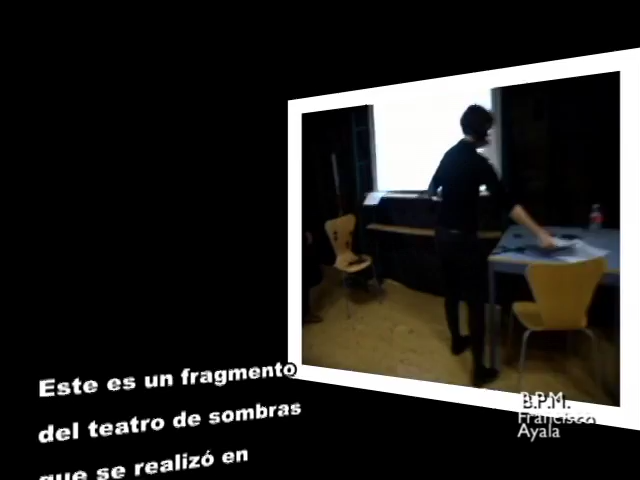 Este es un fragmento
del teatro de sombras
que se realizó en
B.P.M.
Francisco
Ayala